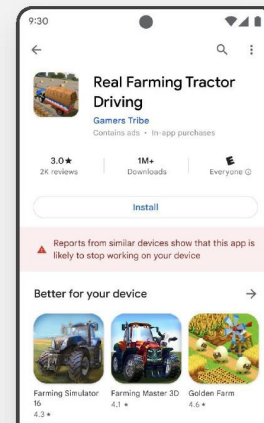 9:30
Real Farming Tractor
Driving
Gamers Tribe
Contains ads • In-app purchases
3.0★
2K reviews
1M+
Downloads
E
Everyone ⓘ
Install
Reports from similar devices show that this app is
likely to stop working on your device
Better for your device
Farming Simulator
16
4.3 ★
Farming Master 3D
4.1 ★
Golden Farm
4.6 ★